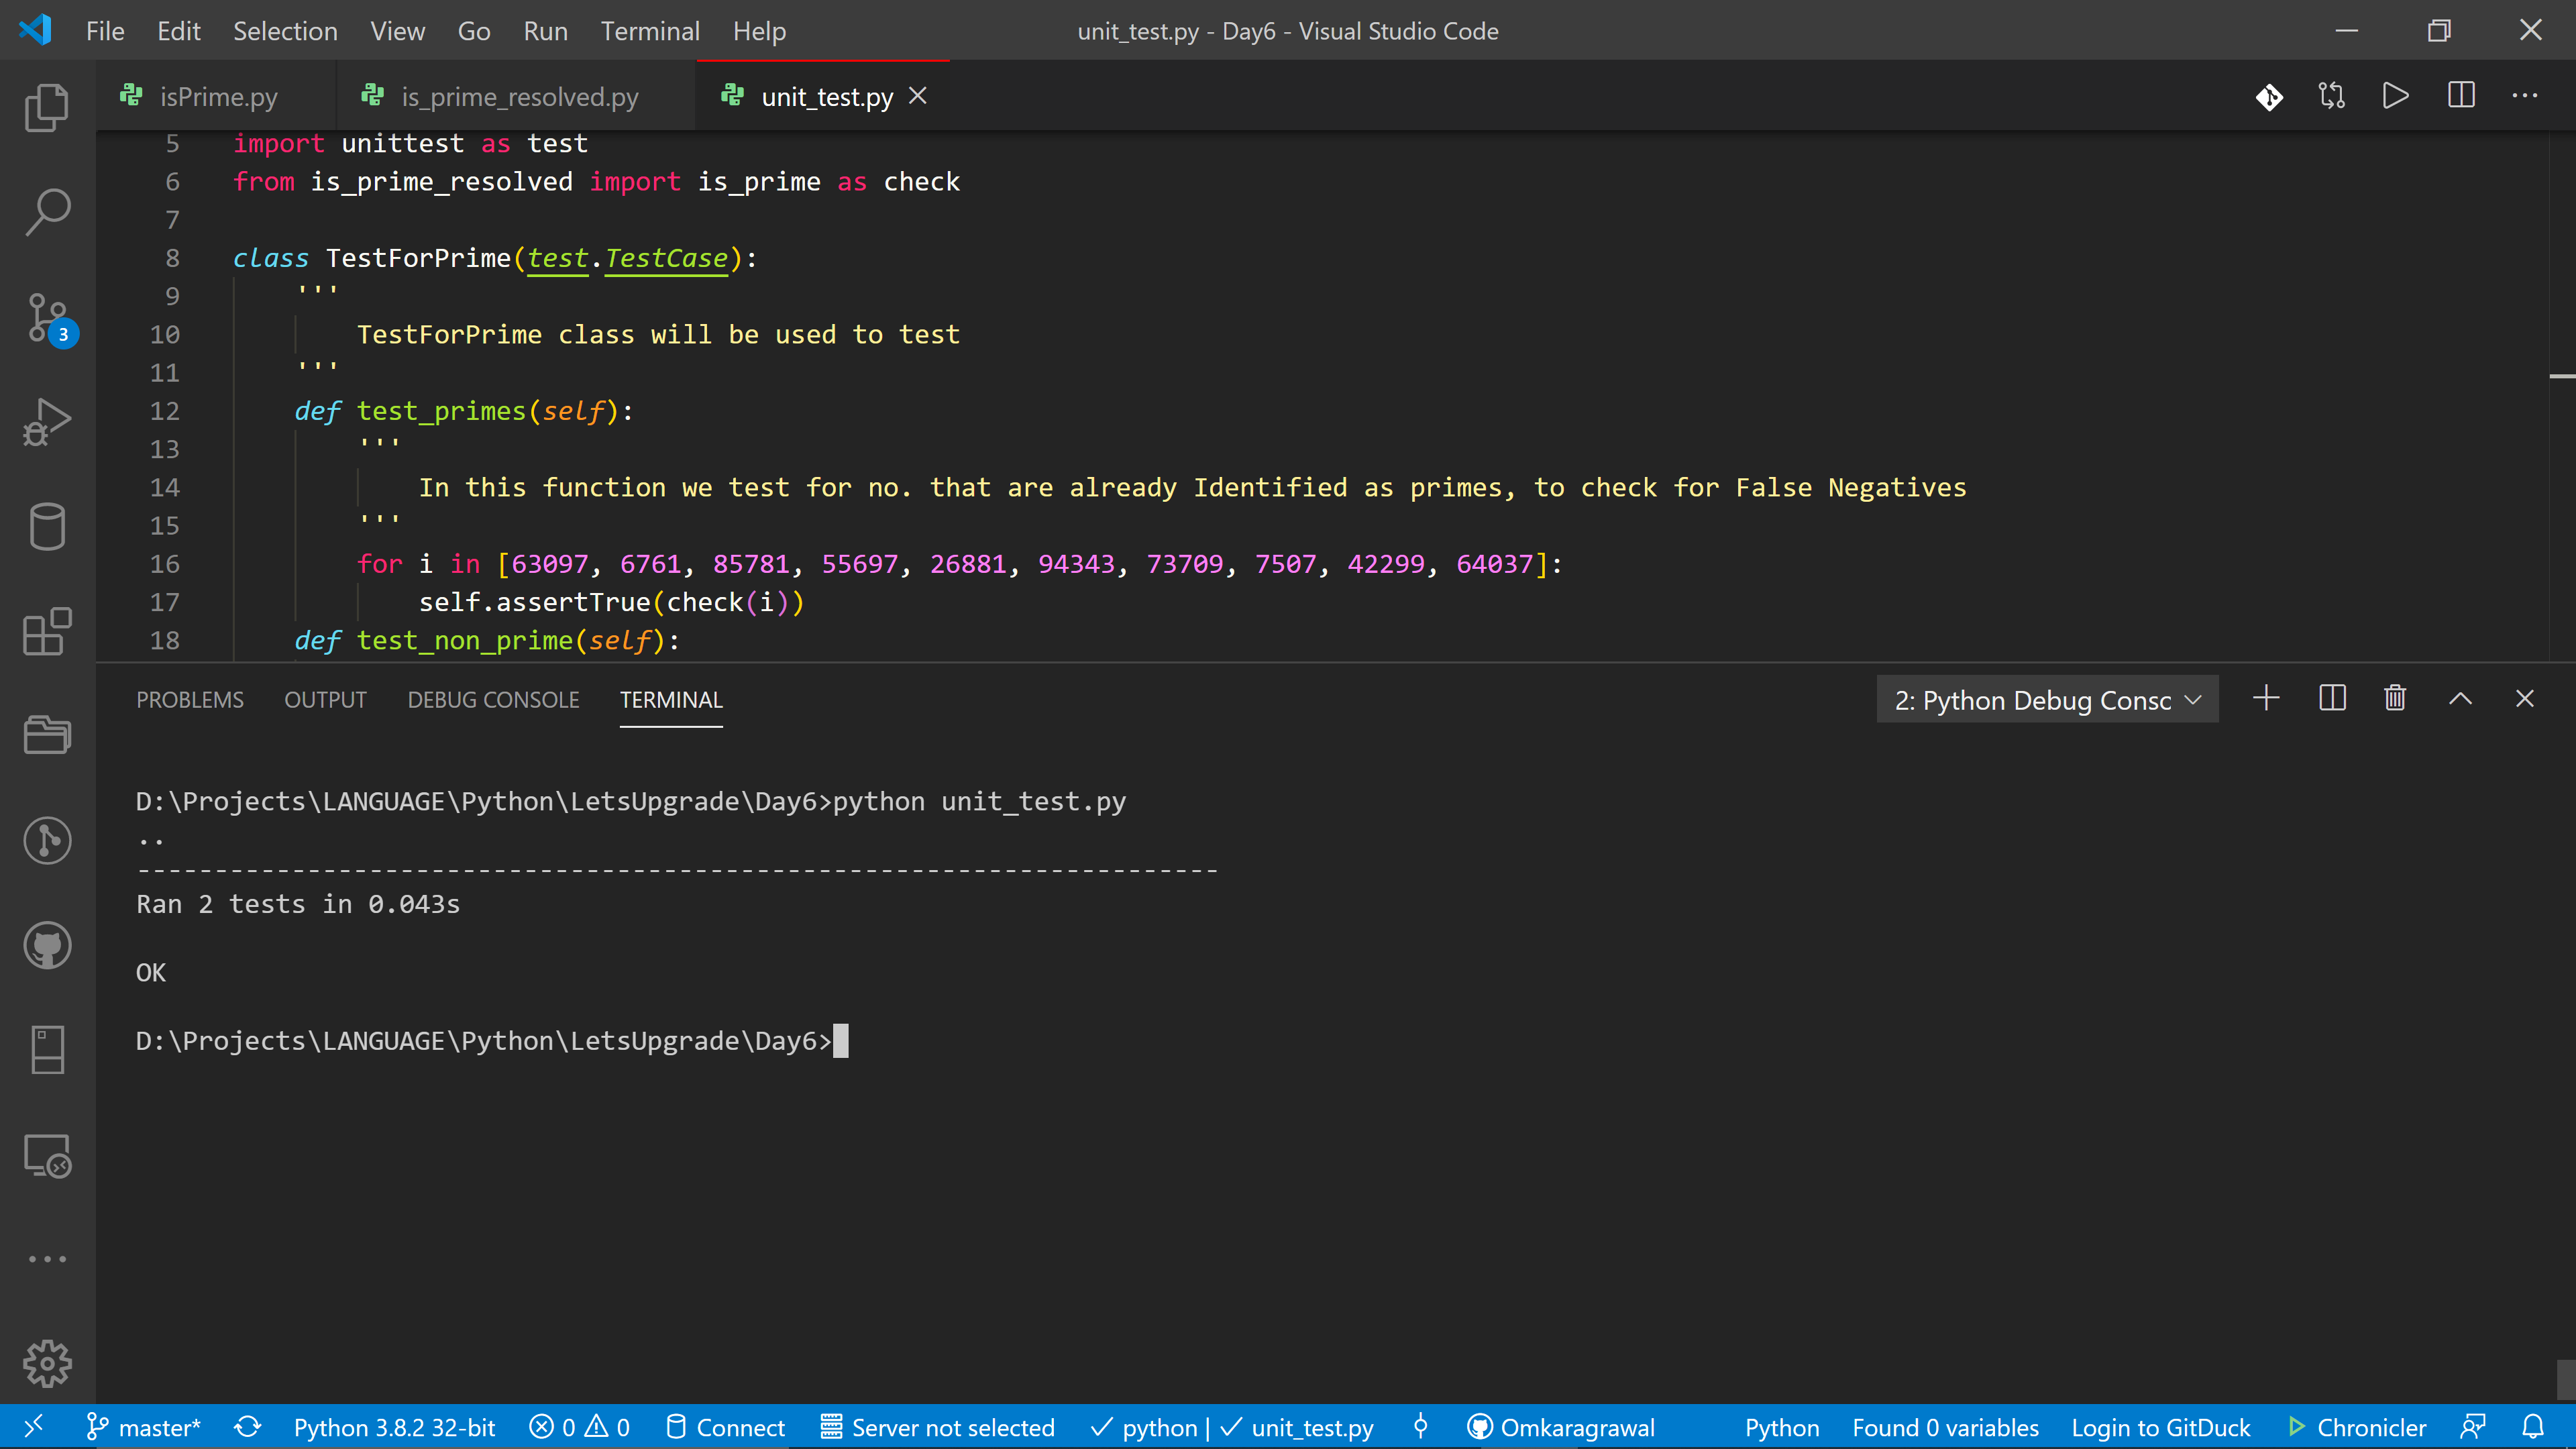 File Edit Selection View Go Run Terminal Help unit_test.py - Day6 - Visual Studio Code
isPrime.py is_prime_resolved.py unit_test.py
5 import unittest as test
6 from is_prime_resolved import is_prime as check
7
8 class TestForPrime(test.TestCase):
9 '''
10 TestForPrime class will be used to test
11 '''
12 def test_primes(self):
13 '''
14 In this function we test for no. that are already Identified as primes, to check for False Negatives
15 '''
16 for i in [63097, 6761, 85781, 55697, 26881, 94343, 73709, 7507, 42299, 64037]:
17 self.assertTrue(check(i))
18 def test_non_prime(self):
3
PROBLEMS OUTPUT DEBUG CONSOLE TERMINAL 2: Python Debug Consc
D:\Projects\LANGUAGE\Python\LetsUpgrade\Day6>python unit_test.py
..
----------------------------------------------------------------------
Ran 2 tests in 0.043s
OK
D:\Projects\LANGUAGE\Python\LetsUpgrade\Day6>
master* Python 3.8.2 32-bit 0 0 Connect Server not selected python | unit_test.py Omkaragrawal Python Found 0 variables Login to GitDuck Chronicler